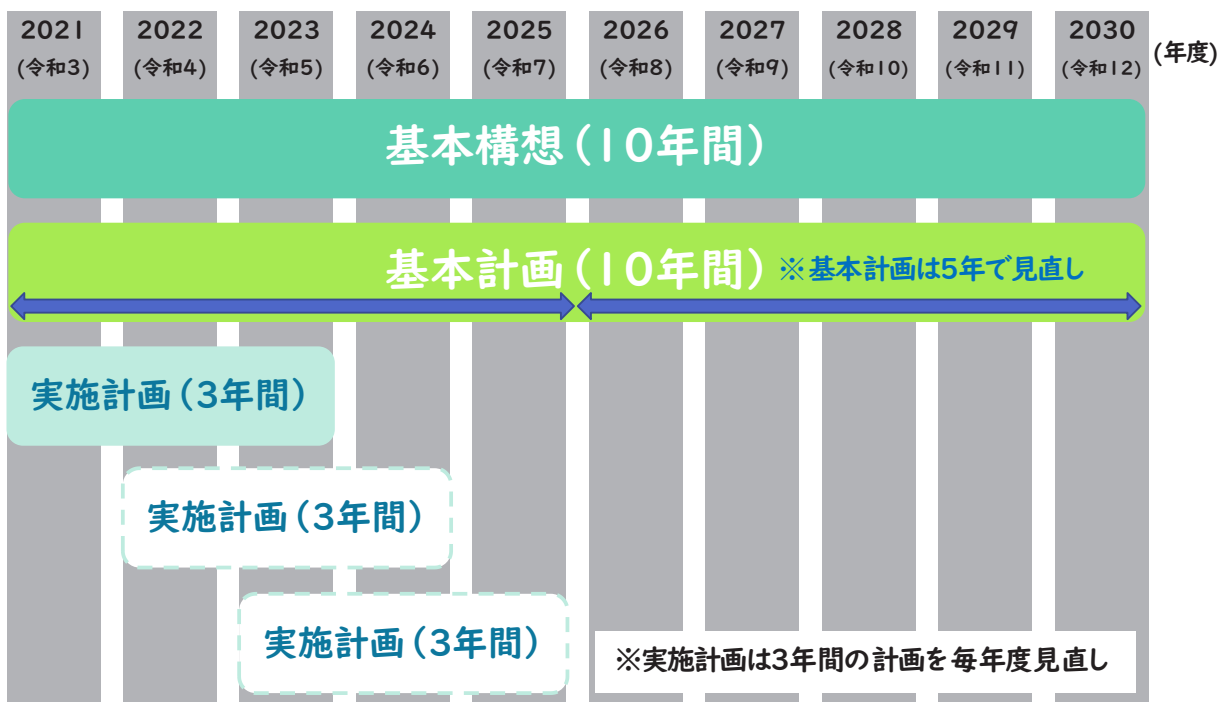 2021 2022 2023 2024 2025 2026 2027 2028 2029 2030
(令和3) (令和4) (令和5) (令和6) (令和7) (令和8) (令和9) (令和10) (令和11) (令和12) (年度)
基本構想(10年間)
基本計画(10年間) ※基本計画は5年で見直し
実施計画(3年間)
実施計画(3年間)
実施計画(3年間)
※実施計画は3年間の計画を毎年度見直し